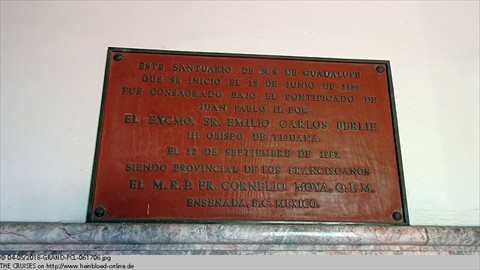 ESTE SANTUARIO DE N. S. DE GUADALUPE.
QUE SE INICIO EL 12 DE JUNIO DE
FUE CONSAGRADO BAJO EL PONTIFICADO DE
JUAN PABLO II POR
EL EXCMO. SR. EMILIO CARLOS BERLIE
III OBISPO. DE TIJUANA.
EL 12 DE SEPTIEMBRE DE
SIENDO PROVINCIAL DE LOS FRANCISCANOS
EL M. R. P. FR. CORNELIO MOYA, O. F. M.
ENSENADA, B.C. MEXICO.
© 04-05/2018-GRAND-PCL-061706.jpg
THE CRUISES on http://www.heinbloed-online.de